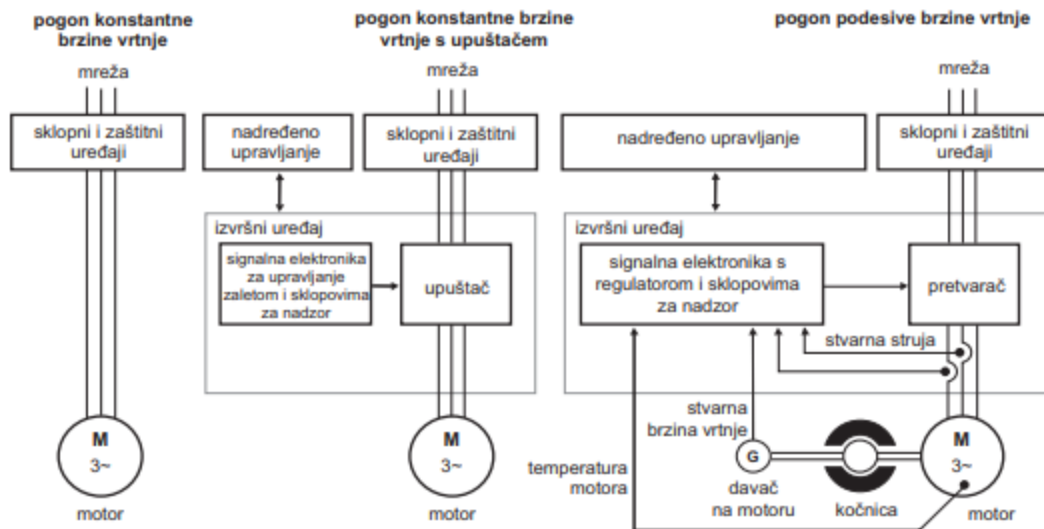 pogon konstantne
brzine vrtnje
mreža
sklopni i zaštitni
uređaji
M
3~
motor
pogon konstantne brzine
vrtnje s upuštačem
mreža
nadređeno
upravljanje
sklopni i zaštitni
uređaji
izvršni uređaj
signalna elektronika
za upravljanje
zaletom i sklopovima
za nadzor
upuštač
M
3~
motor
pogon podesive brzine vrtnje
mreža
nadređeno upravljanje
sklopni i zaštitni
uređaji
izvršni uređaj
signalna elektronika s
regulatorom i sklopovima
za nadzor
pretvarač
stvarna struja
stvarna
brzina vrtnje
temperatura
motora
G
davač
na motoru
kočnica
M
3~
motor